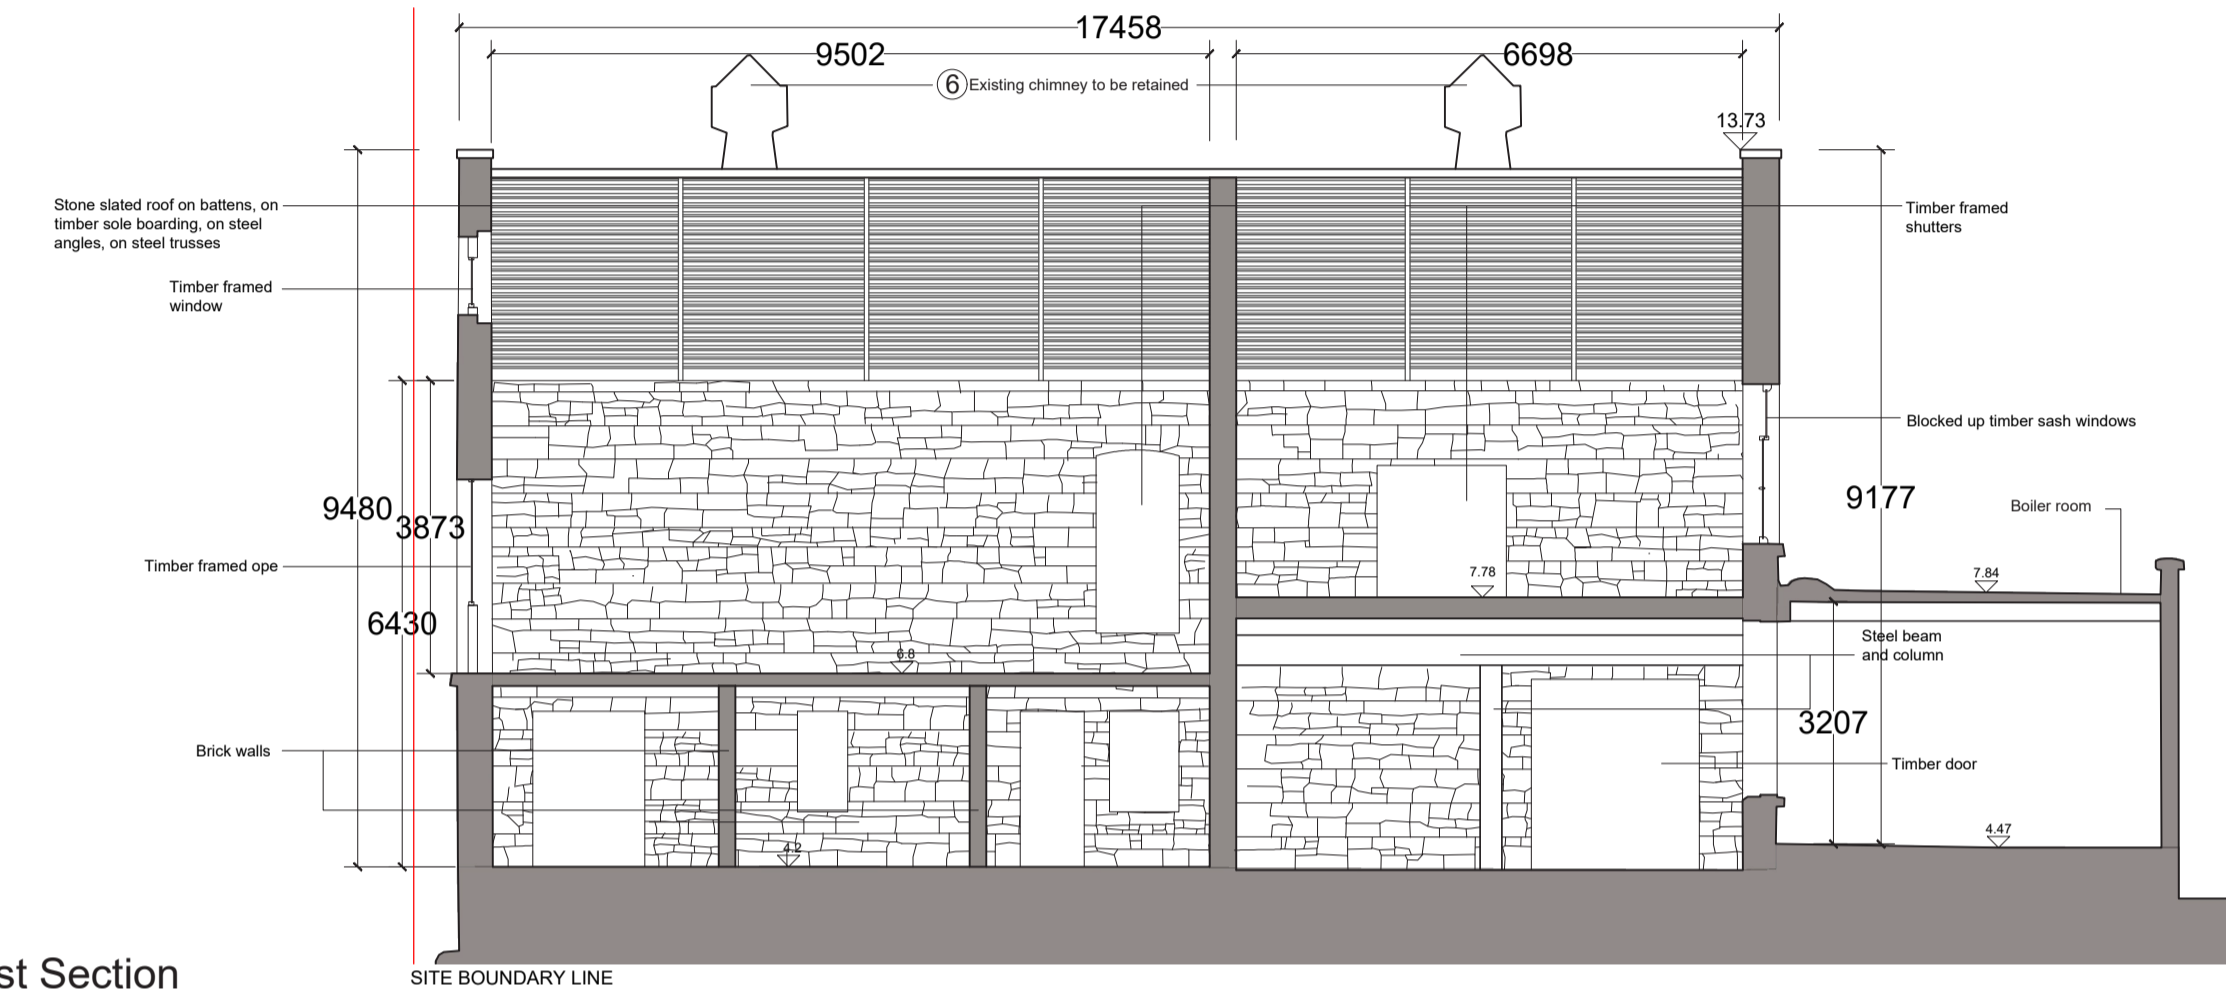 17458
9502
6698
6 Existing chimney to be retained
13.73
Stone slated roof on battens, on
timber sole boarding, on steel
angles, on steel trusses
Timber framed
shutters
Timber framed
window
Blocked up timber sash windows
9480
3873
9177
Boiler room
Timber framed ope
7.78
7.84
6430
6.8
Steel beam
and column
3207
Brick walls
Timber door
4.2
4.47
st Section
SITE BOUNDARY LINE